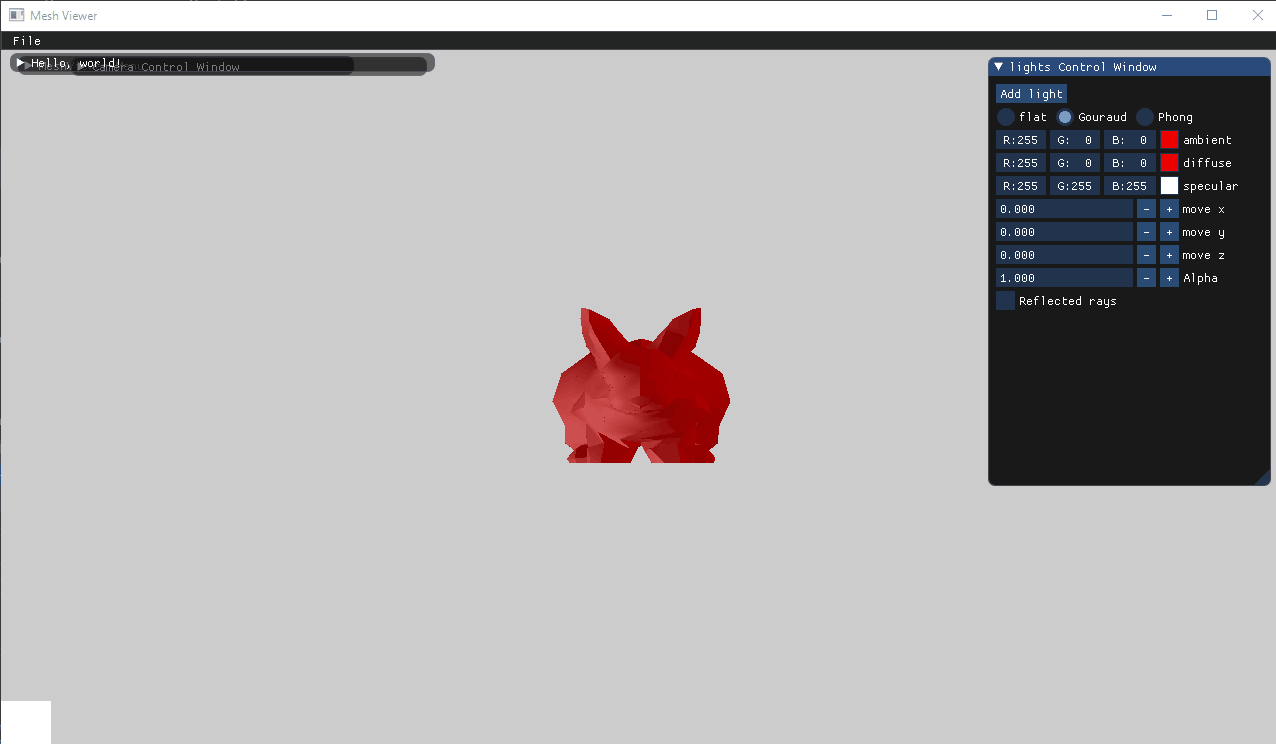 Mesh Viewer
File
Hello, world!
Camera Control Window
lights Control Window
Add light
flat Gouraud Phong
R:255 G: 0 B: 0 ambient
R:255 G: 0 B: 0 diffuse
R:255 G:255 B:255 specular
0.000 - + move x
0.000 - + move y
0.000 - + move z
1.000 - + Alpha
Reflected rays